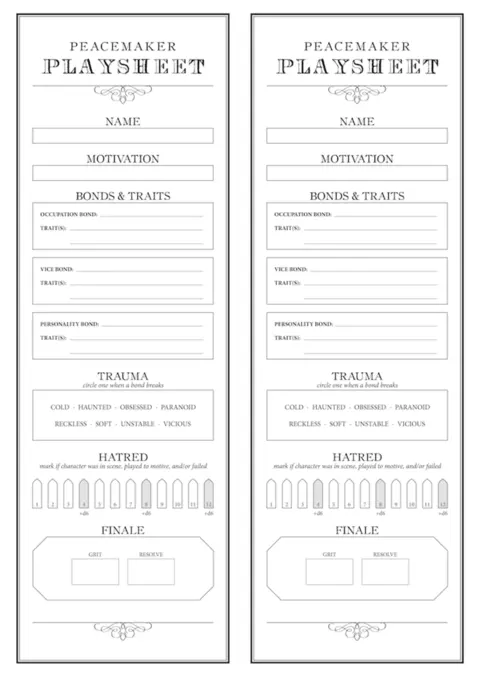 PEACEMAKER
PLAYSHEET
NAME
MOTIVATION
BONDS & TRAITS
OCCUPATION BOND:
TRAIT(S):
VICE BOND:
TRAIT(S):
PERSONALITY BOND:
TRAIT(S):
TRAUMA
circle one when a bond breaks
COLD · HAUNTED · OBSESSED · PARANOID
RECKLESS · SOFT · UNSTABLE · VICIOUS
HATRED
mark if character was in scene, played to motive, and/or failed
1 2 3 4 5 6 7 8 9 10 11 12
+d6 +d6 +d6
FINALE
GRIT RESOLVE
PEACEMAKER
PLAYSHEET
NAME
MOTIVATION
BONDS & TRAITS
OCCUPATION BOND:
TRAIT(S):
VICE BOND:
TRAIT(S):
PERSONALITY BOND:
TRAIT(S):
TRAUMA
circle one when a bond breaks
COLD · HAUNTED · OBSESSED · PARANOID
RECKLESS · SOFT · UNSTABLE · VICIOUS
HATRED
mark if character was in scene, played to motive, and/or failed
1 2 3 4 5 6 7 8 9 10 11 12
+d6 +d6 +d6
FINALE
GRIT RESOLVE